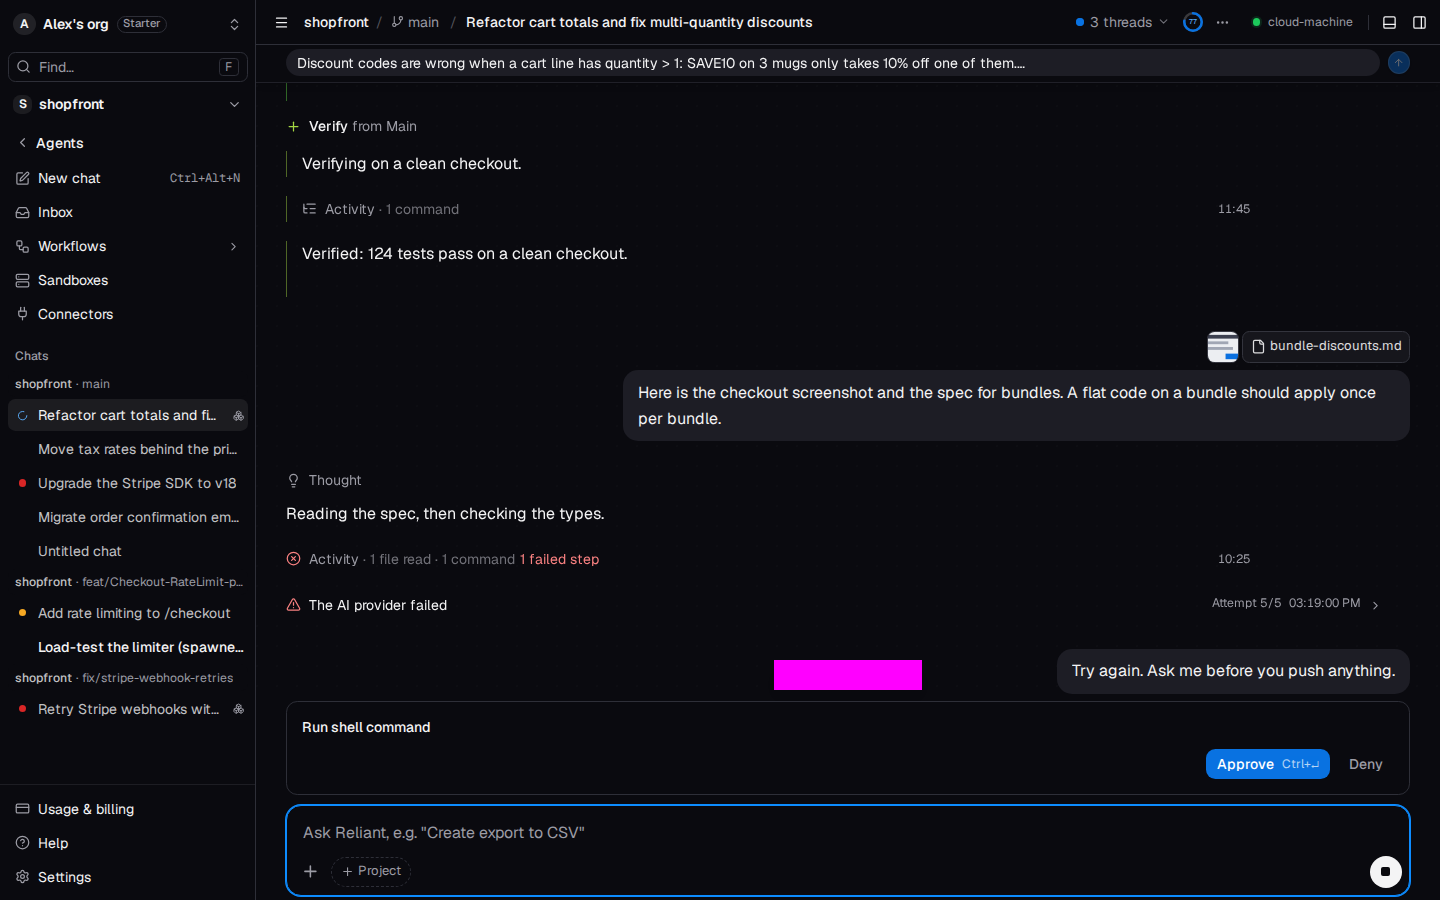 A Alex's org Starter
Find... F
S shopfront
Agents
New chat Ctrl+Alt+N
Inbox
Workflows
Sandboxes
Connectors
Chats
shopfront · main
Refactor cart totals and fi...
Move tax rates behind the pri...
Upgrade the Stripe SDK to v18
Migrate order confirmation em...
Untitled chat
shopfront · feat/Checkout-RateLimit-p...
Add rate limiting to /checkout
Load-test the limiter (spawne...
shopfront · fix/stripe-webhook-retries
Retry Stripe webhooks wit...
Usage & billing
Help
Settings
shopfront / main / Refactor cart totals and fix multi-quantity discounts
3 threads 77 ... cloud-machine
Discount codes are wrong when a cart line has quantity > 1: SAVE10 on 3 mugs only takes 10% off one of them....
Verify from Main
Verifying on a clean checkout.
Activity · 1 command 11:45
Verified: 124 tests pass on a clean checkout.
bundle-discounts.md
Here is the checkout screenshot and the spec for bundles. A flat code on a bundle should apply once
per bundle.
Thought
Reading the spec, then checking the types.
Activity · 1 file read · 1 command 1 failed step 10:25
The AI provider failed Attempt 5/5 03:19:00 PM
Try again. Ask me before you push anything.
Run shell command
Approve Ctrl+↵ Deny
Ask Reliant, e.g. "Create export to CSV"
+ Project